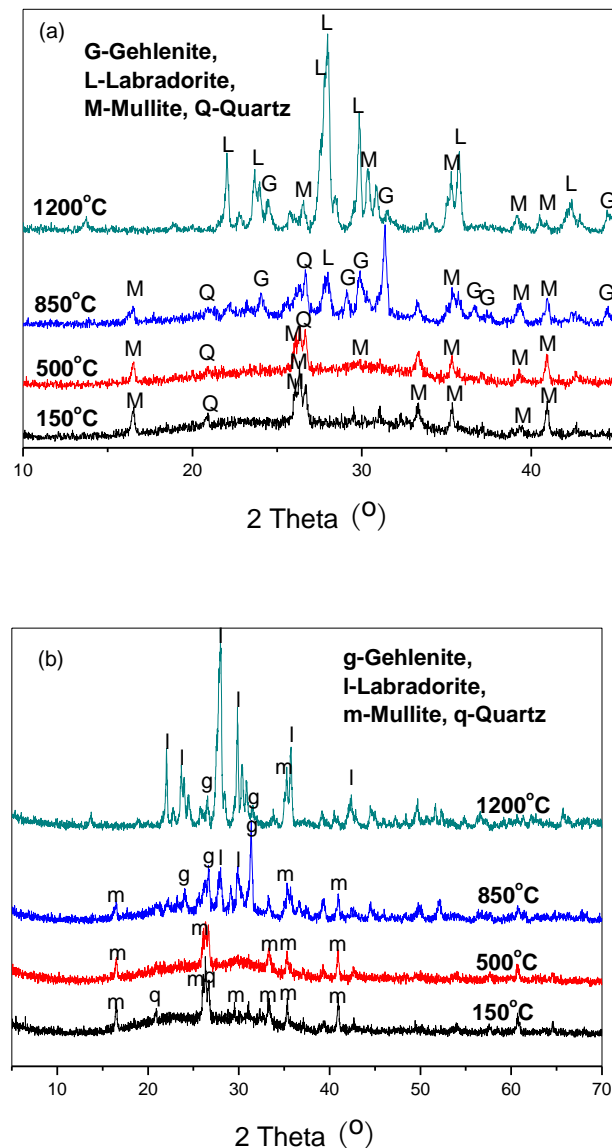 (a)
G-Gehlenite,
L-Labradorite,
M-Mullite, Q-Quartz
L
L
L
L L L
L G M M M L G
1200°C M M G
M Q G Q L G G M G G M M G
850°C
M Q M Q M M M M M
500°C
M Q M M M M M M
150°C
10 20 30 40
2 Theta (O)
(b)
g-Gehlenite,
l-Labradorite,
m-Mullite, q-Quartz
l
l
l l l
g g m l
1200°C
m g g l l g m m
850°C
m m m m m
500°C
m q m q m m m m
150°C
10 20 30 40 50 60 70
2 Theta (O)